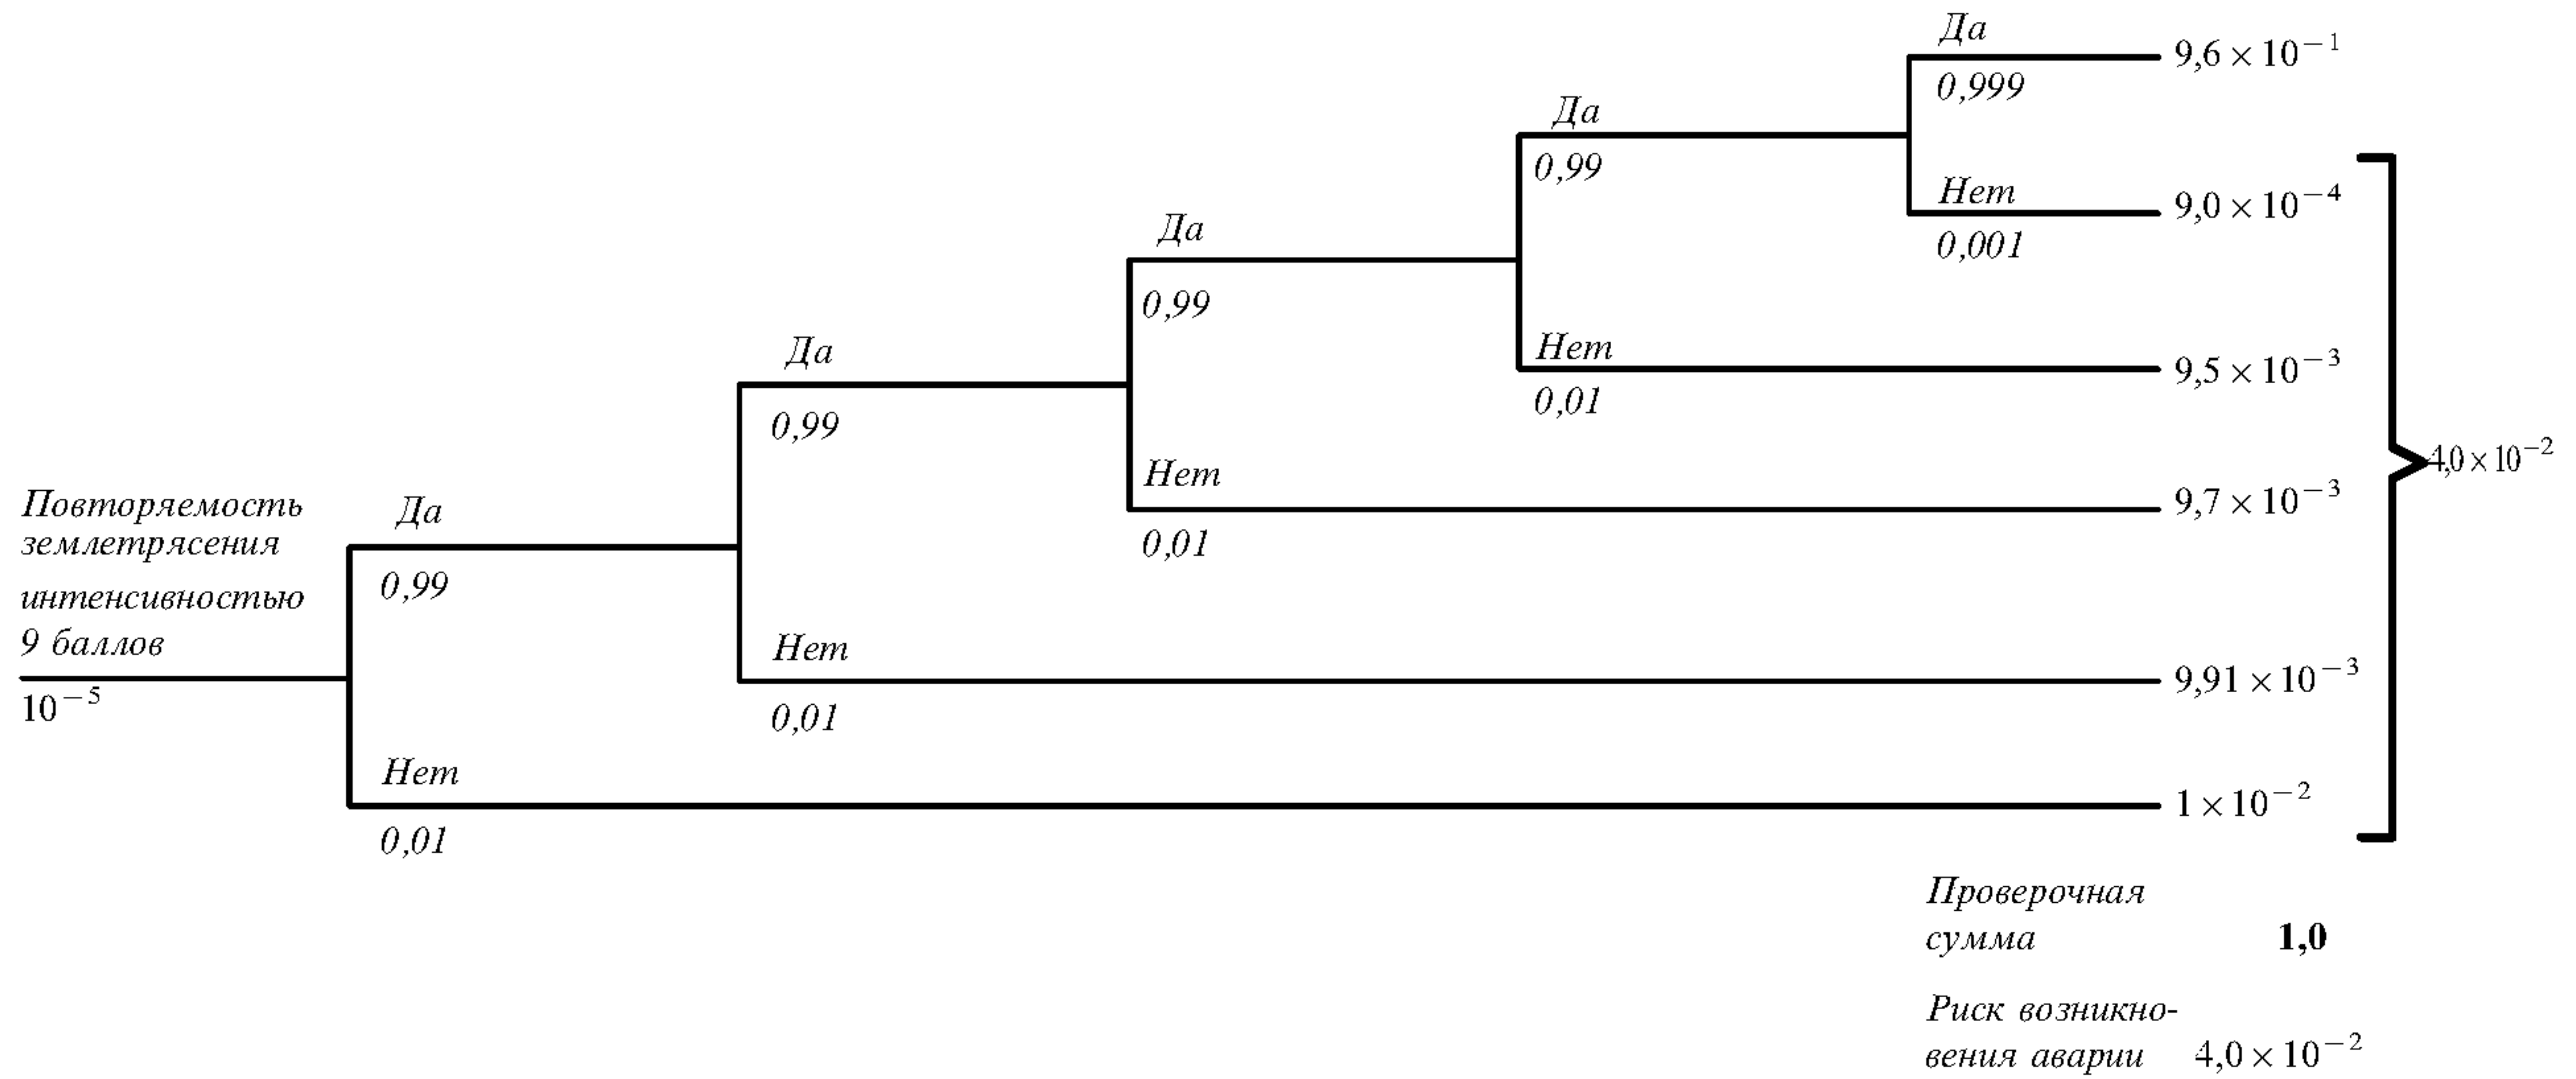 Да
9,6 × 10⁻¹
0,999
Да
0,99
Нет
9,0 × 10⁻⁴
0,001
Да
0,99
Нет
9,5 × 10⁻³
0,01
Да
0,99
Нет
9,7 × 10⁻³
0,01
4,0 × 10⁻²
Повторяемость
землетрясения
интенсивностью
9 баллов
10⁻⁵
Да
0,99
Нет
9,91 × 10⁻³
0,01
Нет
1 × 10⁻²
0,01
Проверочная
сумма 1,0
Риск возникно-
вения аварии 4,0 × 10⁻²